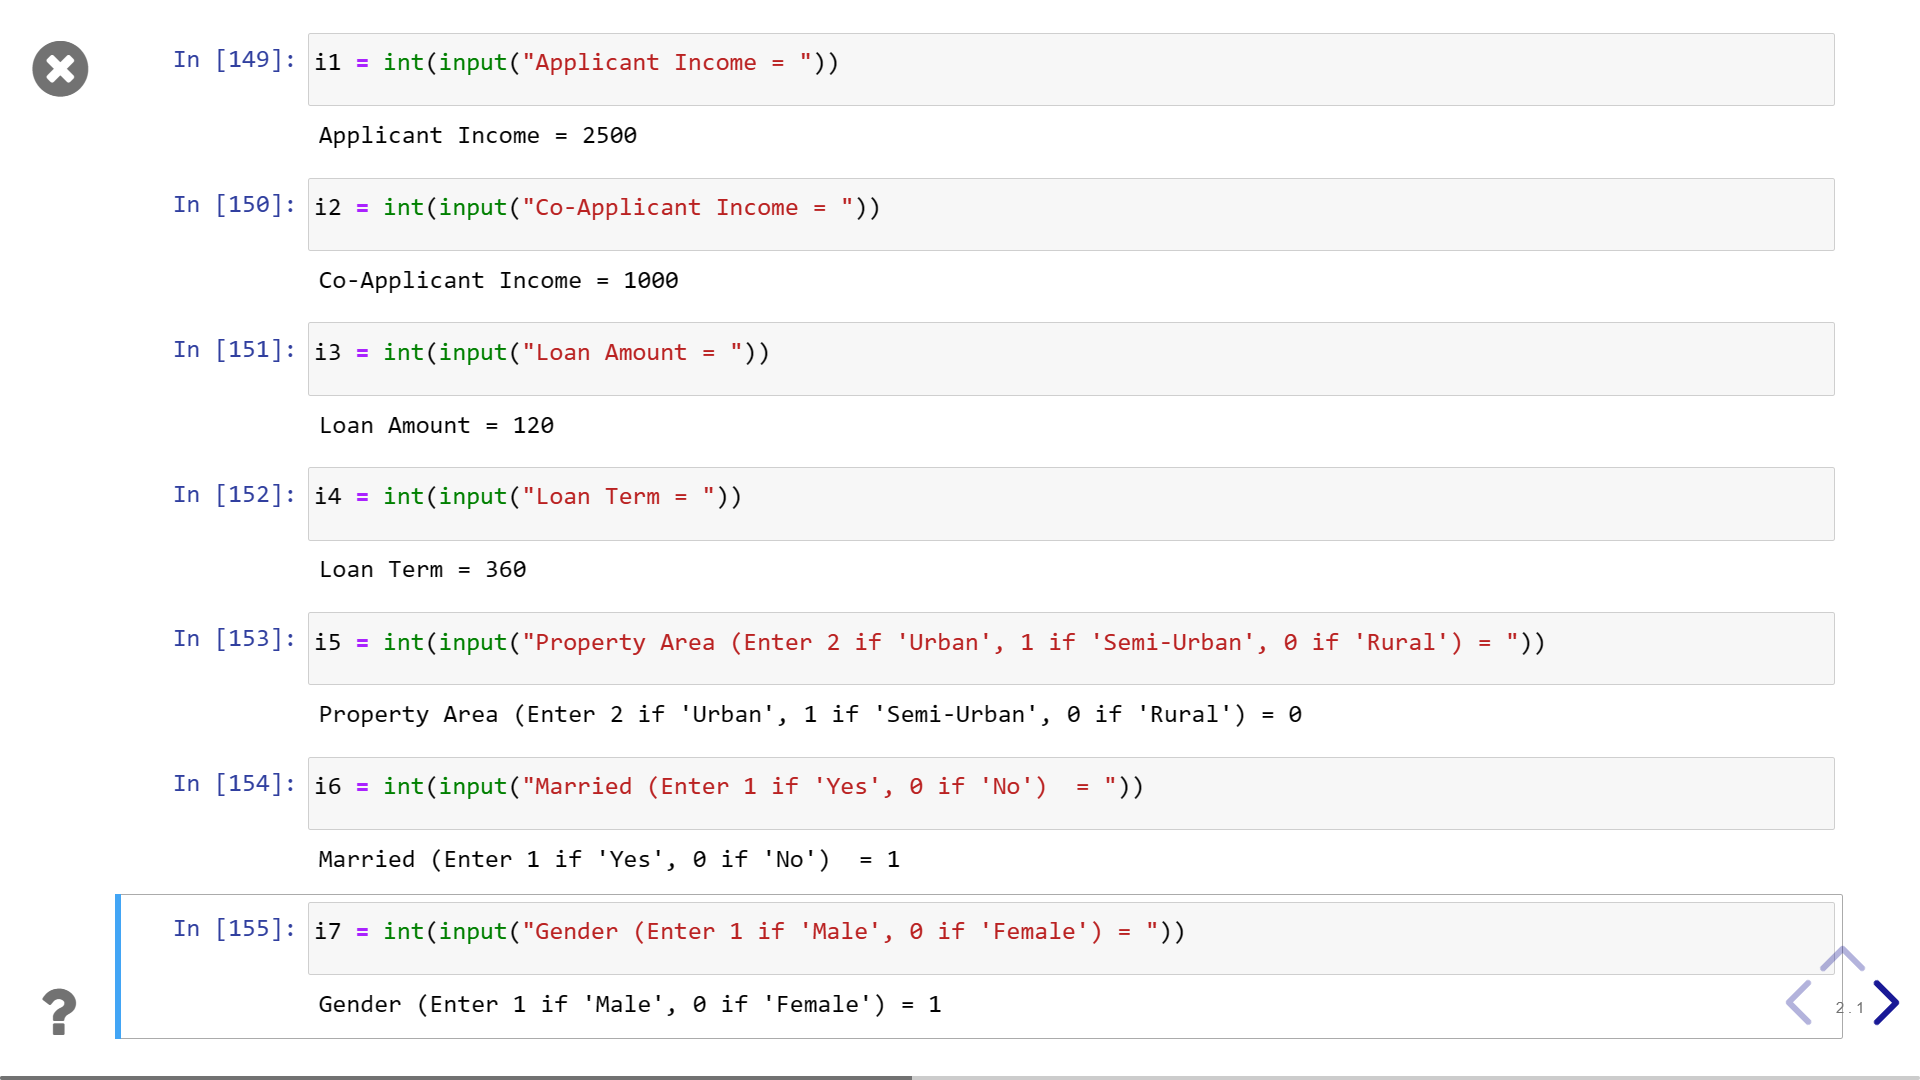 In [149]: i1 = int(input("Applicant Income = "))
Applicant Income = 2500
In [150]: i2 = int(input("Co-Applicant Income = "))
Co-Applicant Income = 1000
In [151]: i3 = int(input("Loan Amount = "))
Loan Amount = 120
In [152]: i4 = int(input("Loan Term = "))
Loan Term = 360
In [153]: i5 = int(input("Property Area (Enter 2 if 'Urban', 1 if 'Semi-Urban', 0 if 'Rural') = "))
Property Area (Enter 2 if 'Urban', 1 if 'Semi-Urban', 0 if 'Rural') = 0
In [154]: i6 = int(input("Married (Enter 1 if 'Yes', 0 if 'No')  = "))
Married (Enter 1 if 'Yes', 0 if 'No')  = 1
In [155]: i7 = int(input("Gender (Enter 1 if 'Male', 0 if 'Female') = "))
Gender (Enter 1 if 'Male', 0 if 'Female') = 1
?
2.1